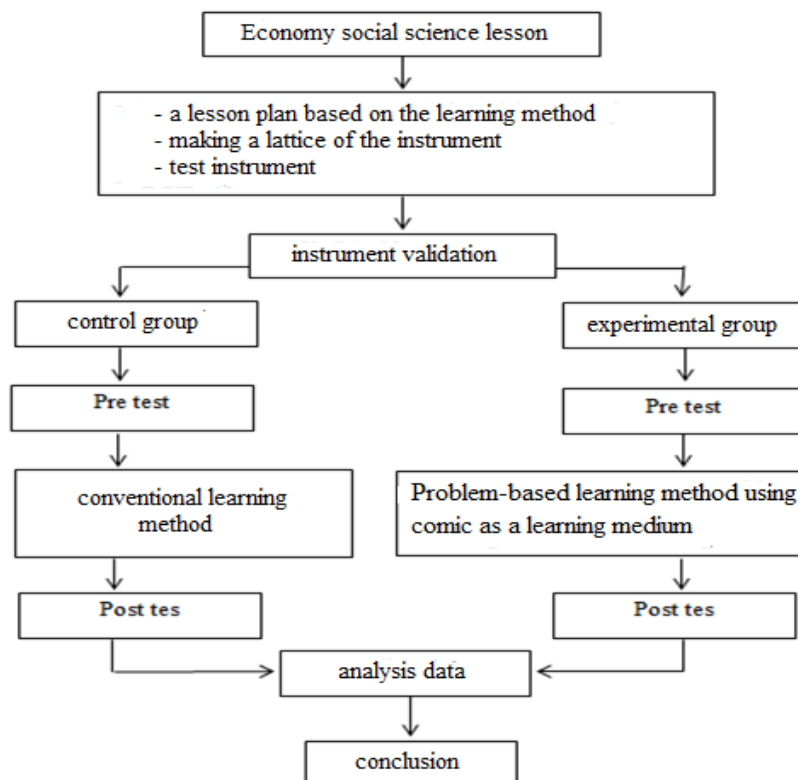 Economy social science lesson
- a lesson plan based on the learning method
- making a lattice of the instrument
- test instrument
instrument validation
control group
experimental group
Pre test
Pre test
conventional learning
method
Problem-based learning method using
comic as a learning medium
Post tes
Post tes
analysis data
conclusion